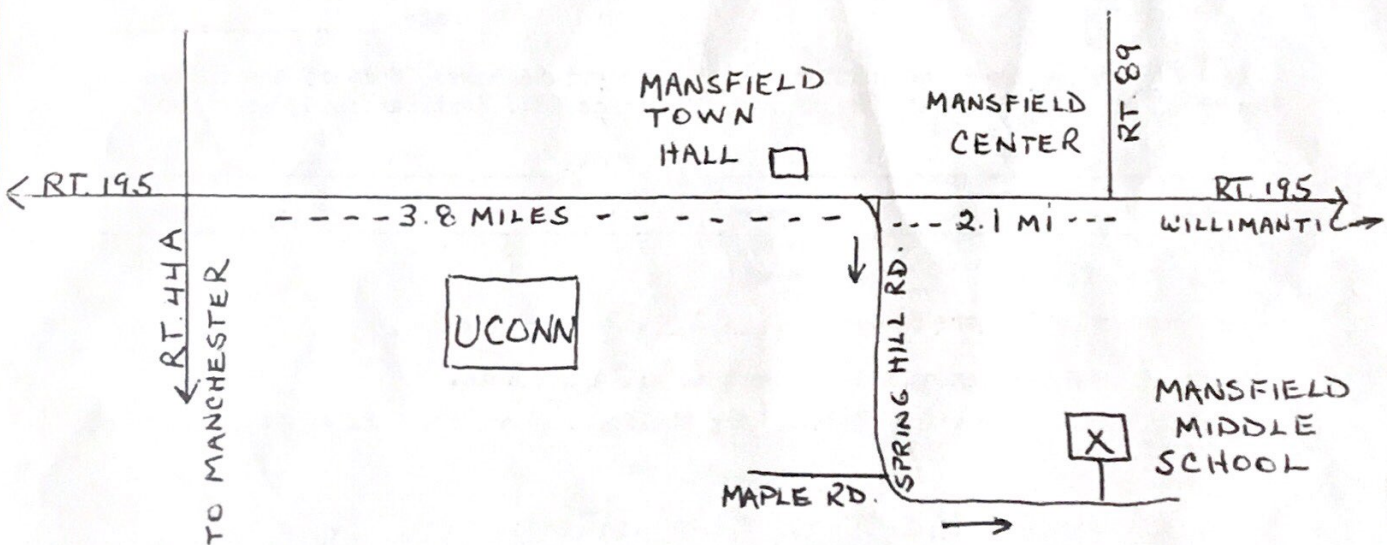 MANSFIELD
TOWN
HALL
MANSFIELD
CENTER
RT. 89
RT. 195
RT. 195
---- 3.8 MILES - - - - - - -
--- 2.1 Mi ---
WILLIMANTIC
RT. 44A
TO MANCHESTER
UCONN
SPRING HILL RD.
MAPLE RD.
X
MANSFIELD
MIDDLE
SCHOOL